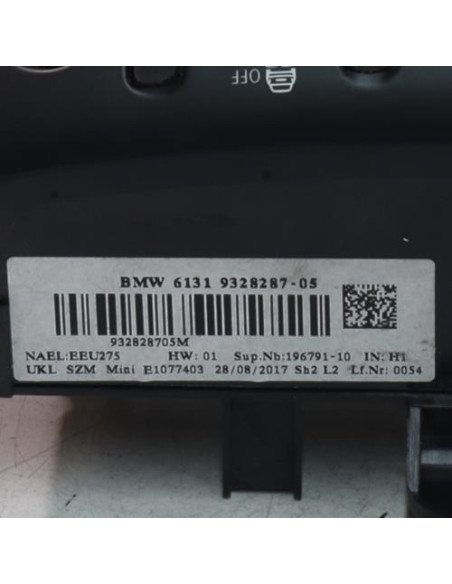 OFF
BMW 6131 9328287-05
932828705M
NAEL:EEU275 HW: 01 Sup.Nb:196791-10 IN: H1
UKL SZM Mini E1077403 28/08/2017 Sh2 L2 Lf.Nr: 0054